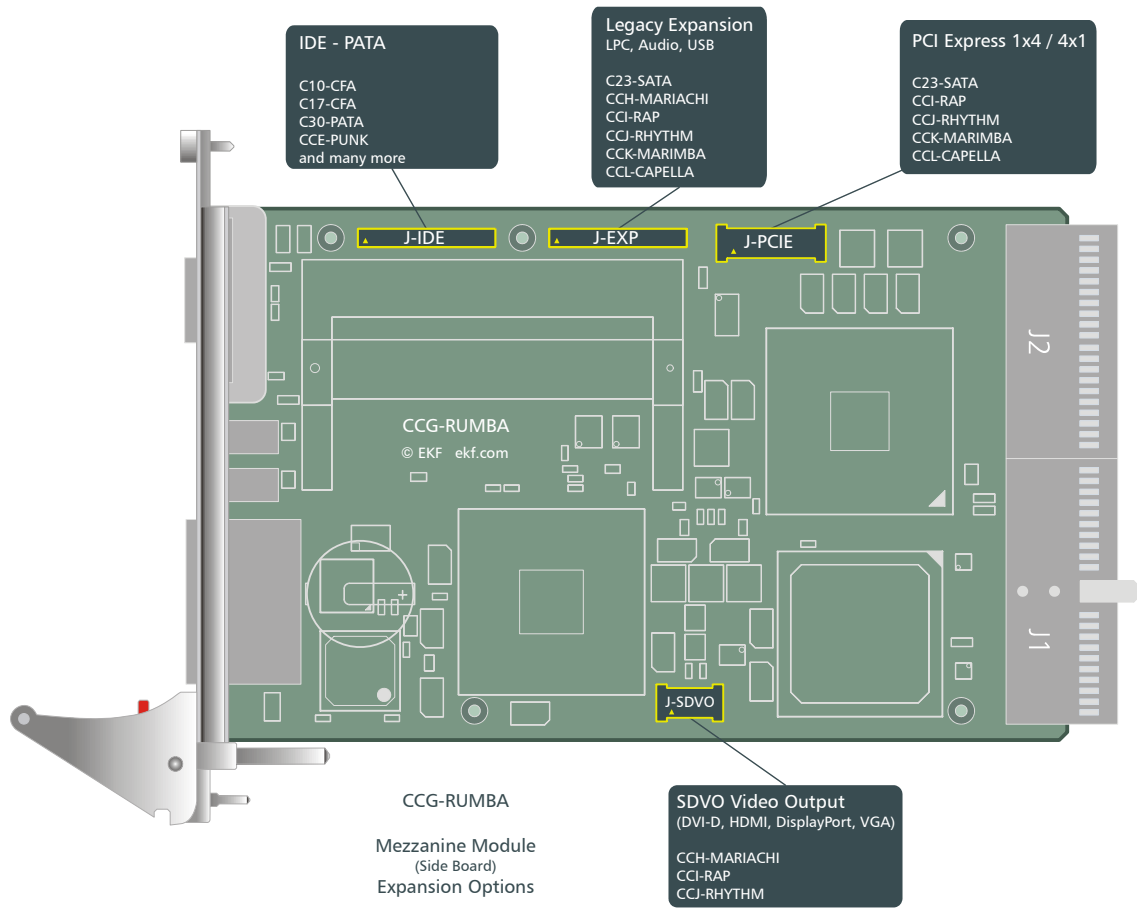 IDE - PATA
C10-CFA
C17-CFA
C30-PATA
CCE-PUNK
and many more
Legacy Expansion
LPC, Audio, USB
C23-SATA
CCH-MARIACHI
CCI-RAP
CCJ-RHYTHM
CCK-MARIMBA
CCL-CAPELLA
PCI Express 1x4 / 4x1
C23-SATA
CCI-RAP
CCJ-RHYTHM
CCK-MARIMBA
CCL-CAPELLA
J-IDE
J-EXP
J-PCIE
J2
CCG-RUMBA
© EKF ekf.com
+
J1
J-SDVO
CCG-RUMBA
Mezzanine Module
(Side Board)
Expansion Options
SDVO Video Output
(DVI-D, HDMI, DisplayPort, VGA)
CCH-MARIACHI
CCI-RAP
CCJ-RHYTHM